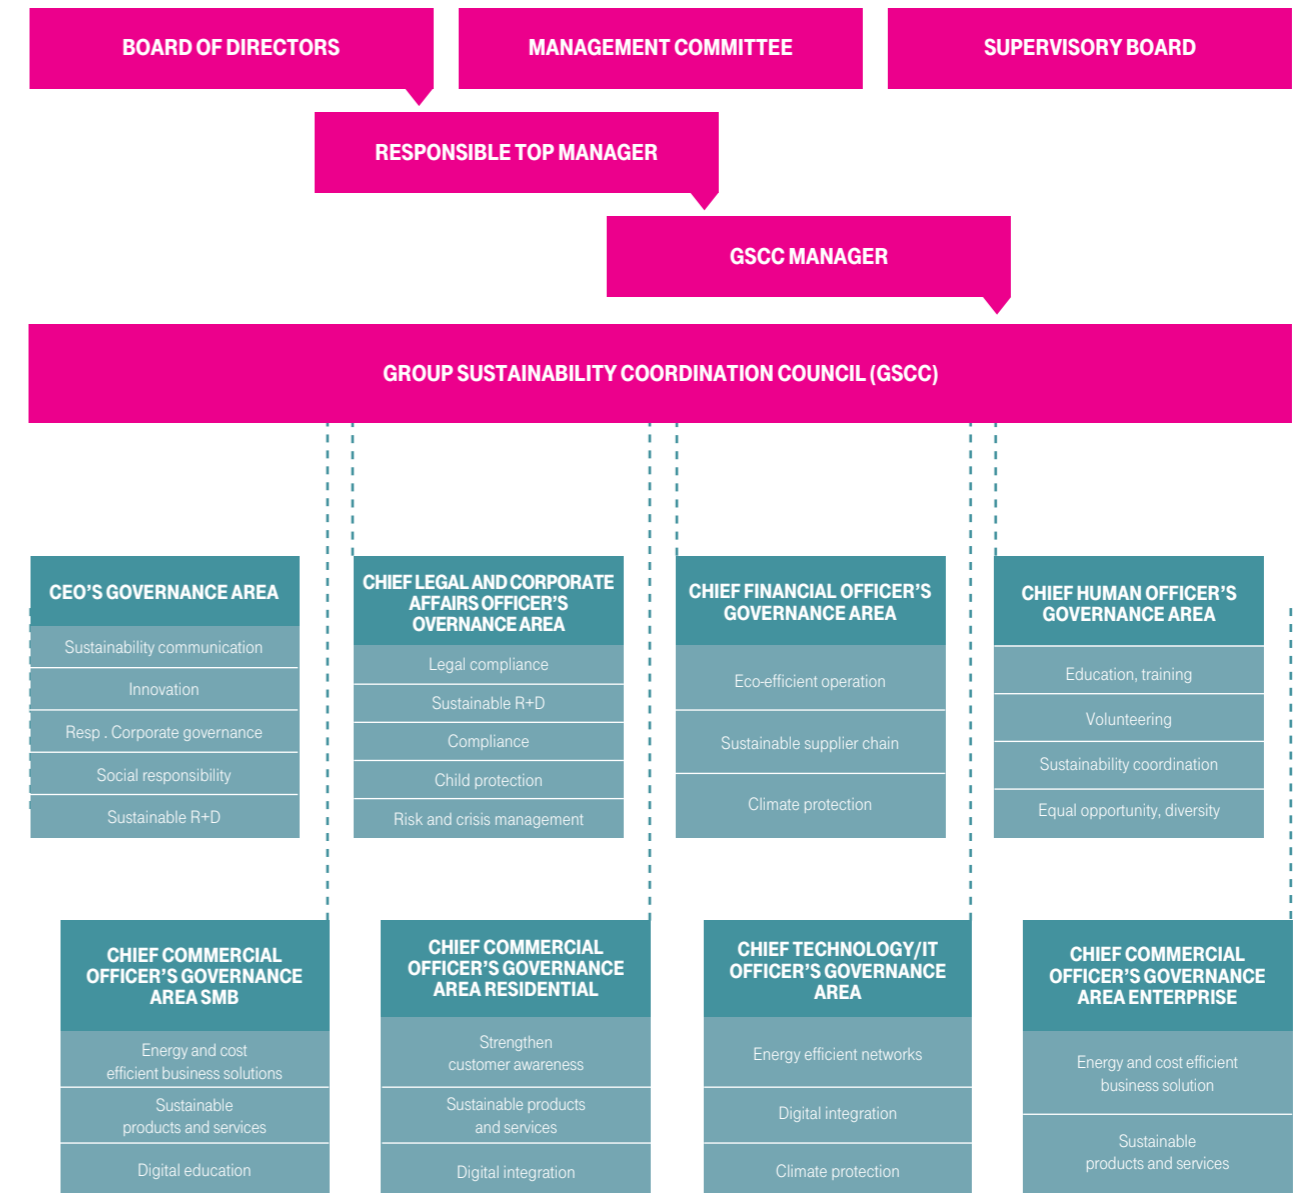 BOARD OF DIRECTORS
MANAGEMENT COMMITTEE
SUPERVISORY BOARD
RESPONSIBLE TOP MANAGER
GSCC MANAGER
GROUP SUSTAINABILITY COORDINATION COUNCIL (GSCC)
CEO'S GOVERNANCE AREA
Sustainability communication
Innovation
Resp . Corporate governance
Social responsibility
Sustainable R+D
CHIEF LEGAL AND CORPORATE
AFFAIRS OFFICER'S
OVERNANCE AREA
Legal compliance
Sustainable R+D
Compliance
Child protection
Risk and crisis management
CHIEF FINANCIAL OFFICER'S
GOVERNANCE AREA
Eco-efficient operation
Sustainable supplier chain
Climate protection
CHIEF HUMAN OFFICER'S
GOVERNANCE AREA
Education, training
Volunteering
Sustainability coordination
Equal opportunity, diversity
CHIEF COMMERCIAL
OFFICER'S GOVERNANCE
AREA SMB
Energy and cost
efficient business solutions
Sustainable
products and services
Digital education
CHIEF COMMERCIAL
OFFICER'S GOVERNANCE
AREA RESIDENTIAL
Strengthen
customer awareness
Sustainable products
and services
Digital integration
CHIEF TECHNOLOGY/IT
OFFICER'S GOVERNANCE
AREA
Energy efficient networks
Digital integration
Climate protection
CHIEF COMMERCIAL
OFFICER'S GOVERNANCE
AREA ENTERPRISE
Energy and cost efficient
business solution
Sustainable
products and services